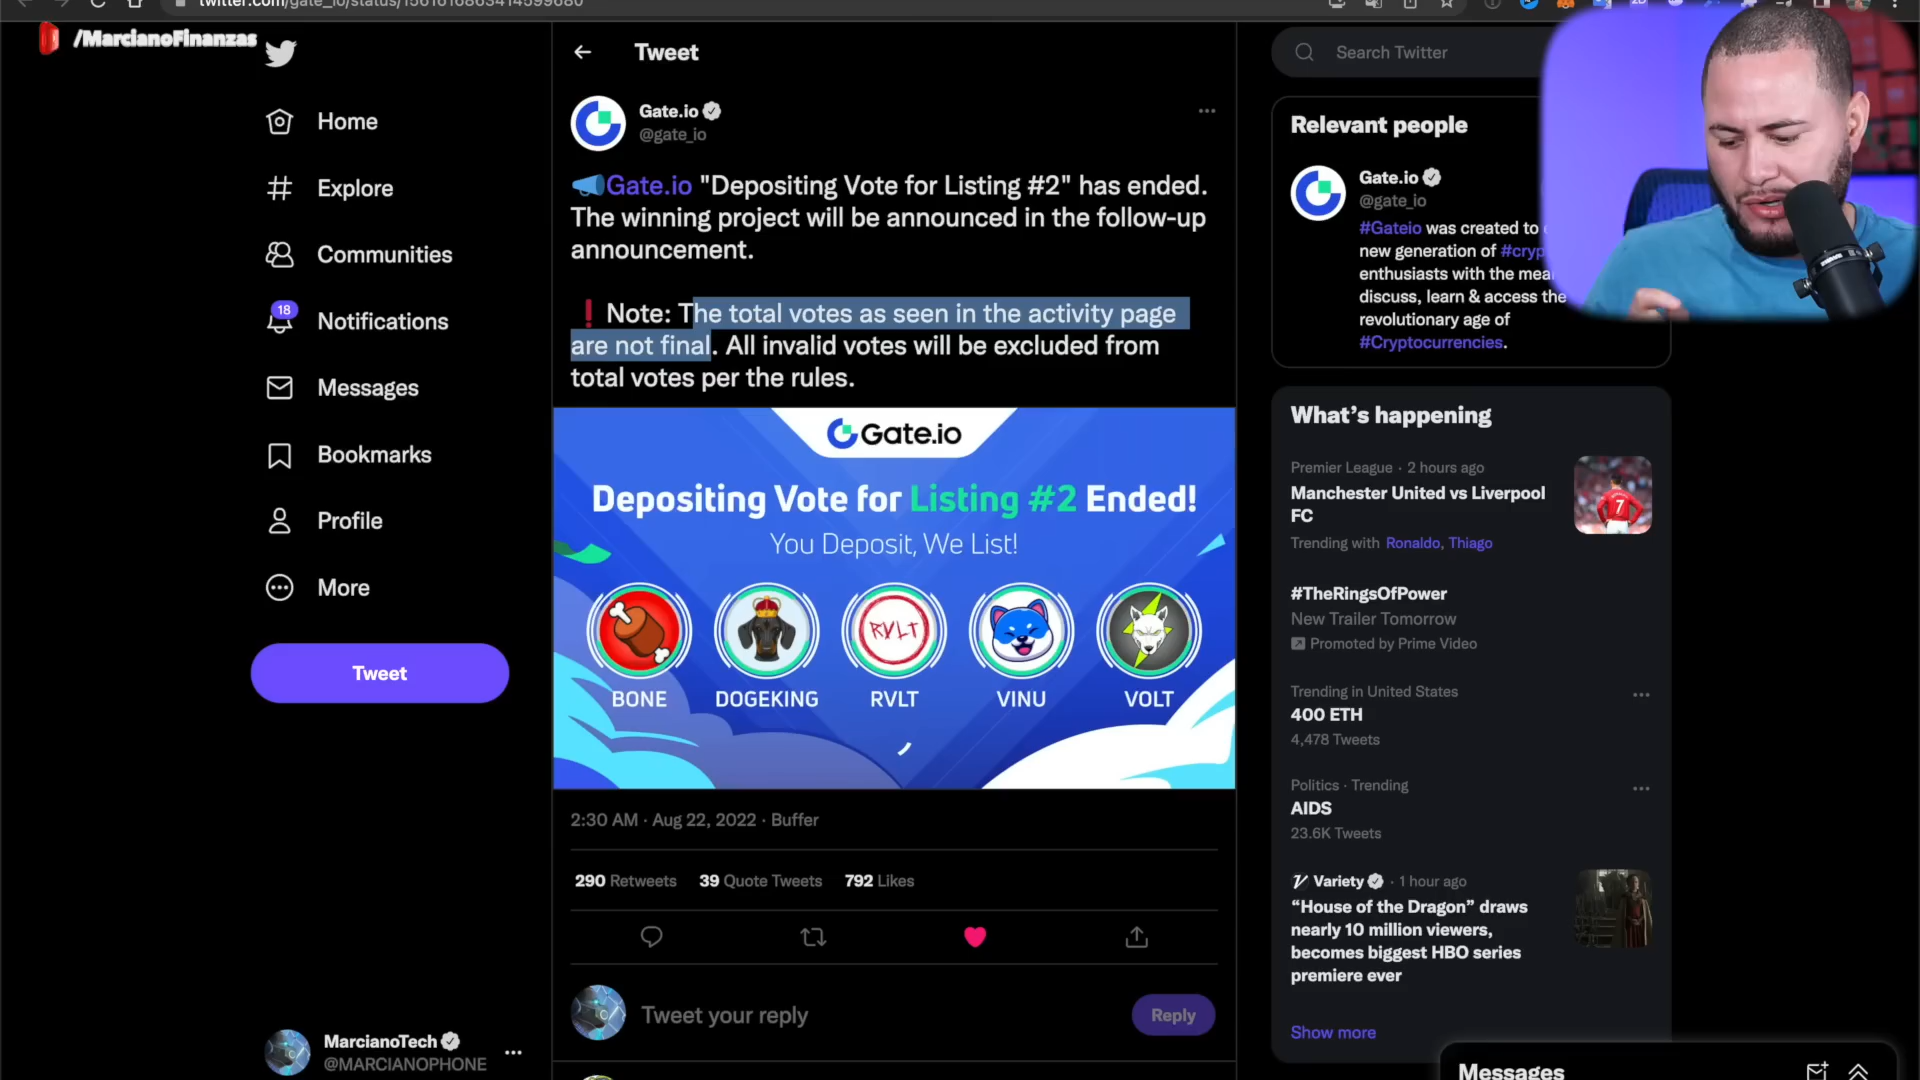 /MarcianoFinanzas
Home
Explore
Communities
18
Notifications
Messages
Bookmarks
Profile
More
Tweet
MarcianoTech
@MARCIANOPHONE
Tweet
Gate.io
@gate_io
Gate.io "Depositing Vote for Listing #2" has ended.
The winning project will be announced in the follow-up
announcement.
❗ Note: The total votes as seen in the activity page
are not final. All invalid votes will be excluded from
total votes per the rules.
Gate.io
Depositing Vote for Listing #2 Ended!
You Deposit, We List!
RVLT
BONE DOGEKING RVLT VINU VOLT
2:30 AM · Aug 22, 2022 · Buffer
290 Retweets 39 Quote Tweets 792 Likes
Tweet your reply
Reply
Search Twitter
Relevant people
Gate.io
@gate_io
#Gateio was created to
new generation of
enthusiasts with the
discuss, learn & access the
revolutionary age of
#Cryptocurrencies.
What's happening
Premier League · 2 hours ago
Manchester United vs Liverpool
FC
7
Trending with Ronaldo, Thiago
#TheRingsOfPower
New Trailer Tomorrow
Promoted by Prime Video
Trending in United States
400 ETH
4,478 Tweets
Politics · Trending
AIDS
23.6K Tweets
Variety · 1 hour ago
“House of the Dragon” draws
nearly 10 million viewers,
becomes biggest HBO series
premiere ever
Show more
Messages